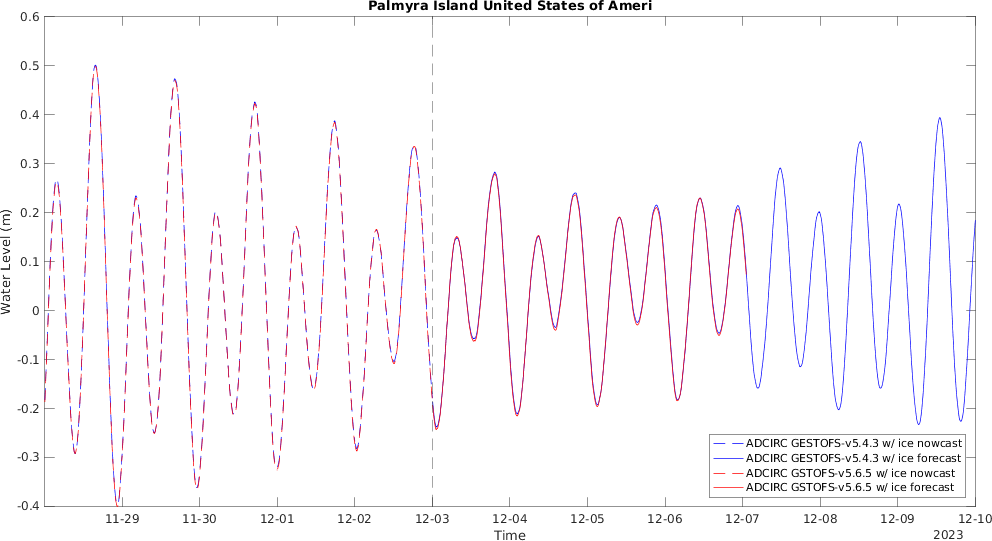 Palmyra Island United States of Ameri
0.6
0.5
0.4
0.3
0.2
0.1
0
-0.1
-0.2
-0.3
-0.4
Water Level (m)
ADCIRC GESTOFS-v5.4.3 w/ ice nowcast
ADCIRC GESTOFS-v5.4.3 w/ ice forecast
ADCIRC GSTOFS-v5.6.5 w/ ice nowcast
ADCIRC GSTOFS-v5.6.5 w/ ice forecast
11-29 11-30 12-01 12-02 12-03 12-04 12-05 12-06 12-07 12-08 12-09 12-10
Time
2023